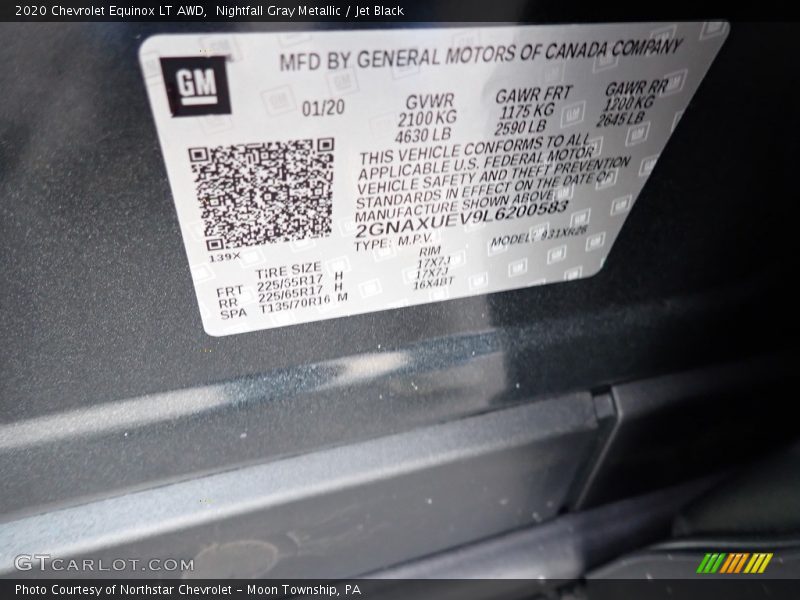 2020 Chevrolet Equinox LT AWD, Nightfall Gray Metallic / Jet Black
GM
MFD BY GENERAL MOTORS OF CANADA COMPANY
01/20
GVWR GAWR FRT GAWR RR
2100 KG 1175 KG 1200 KG
4630 LB 2590 LB 2645 LB
THIS VEHICLE CONFORMS TO ALL
APPLICABLE U.S. FEDERAL MOTOR
VEHICLE SAFETY AND THEFT PREVENTION
STANDARDS IN EFFECT ON THE DATE OF
MANUFACTURE SHOWN ABOVE
2GNAXUEV9L6200583
TYPE: M.P.V. MODEL:
139X
TIRE SIZE RIM
FRT 225/65R17 H 17X7J
RR 225/65R17 H 17X7J
SPA T135/70R16 M 16X4BT
GTCARLOT.COM
Photo Courtesy of Northstar Chevrolet - Moon Township, PA